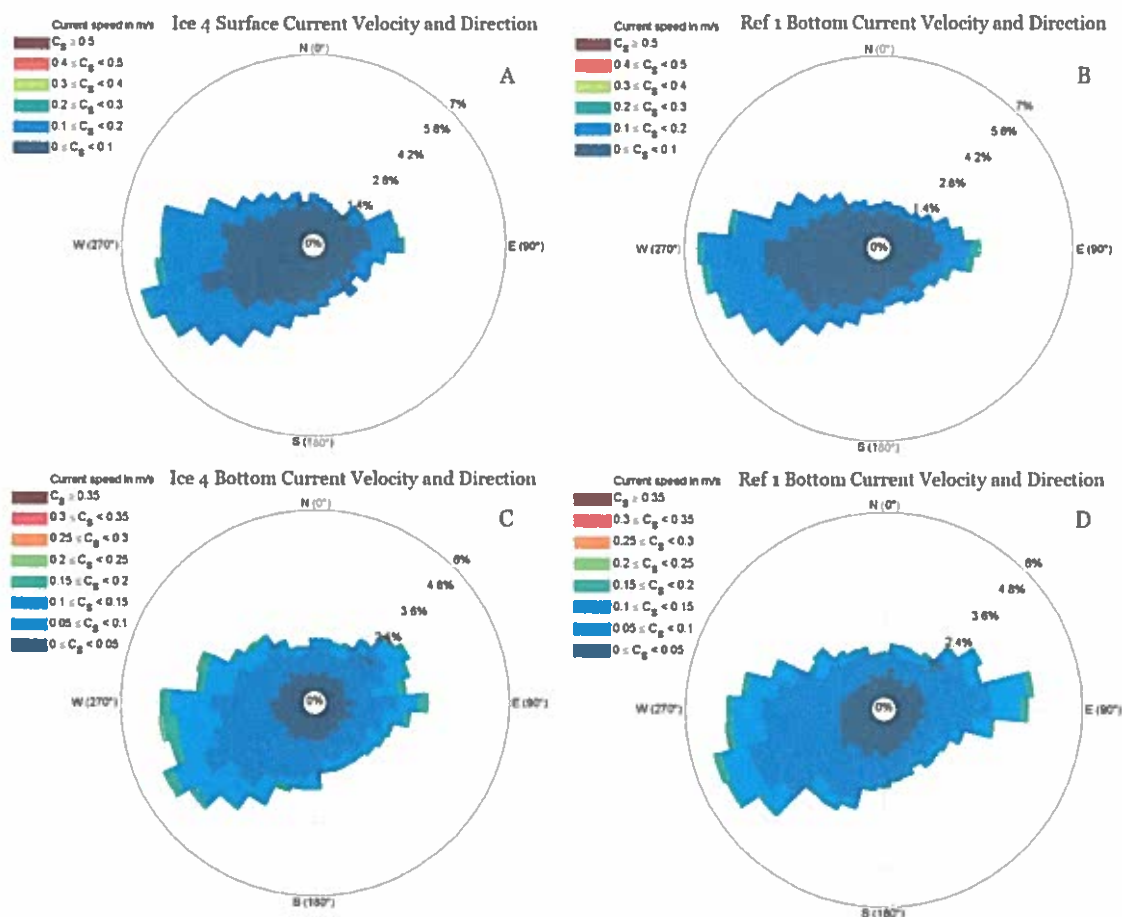 Ice 4 Surface Current Velocity and Direction
Current speed in m/s
C_s ≥ 0.5
0.4 ≤ C_s < 0.5
0.3 ≤ C_s < 0.4
0.2 ≤ C_s < 0.3
0.1 ≤ C_s < 0.2
0 ≤ C_s < 0.1
A
N (0°)
7%
5.6%
4.2%
2.8%
1.4%
0%
W (270°)
E (90°)
S (180°)
Ref 1 Bottom Current Velocity and Direction
Current speed in m/s
C_s ≥ 0.5
0.4 ≤ C_s < 0.5
0.3 ≤ C_s < 0.4
0.2 ≤ C_s < 0.3
0.1 ≤ C_s < 0.2
0 ≤ C_s < 0.1
B
N (0°)
7%
5.6%
4.2%
2.8%
1.4%
0%
W (270°)
E (90°)
S (180°)
Ice 4 Bottom Current Velocity and Direction
Current speed in m/s
C_s ≥ 0.35
0.3 ≤ C_s < 0.35
0.25 ≤ C_s < 0.3
0.2 ≤ C_s < 0.25
0.15 ≤ C_s < 0.2
0.1 ≤ C_s < 0.15
0.05 ≤ C_s < 0.1
0 ≤ C_s < 0.05
C
N (0°)
6%
4.8%
3.6%
2.4%
0%
W (270°)
E (90°)
S (180°)
Ref 1 Bottom Current Velocity and Direction
Current speed in m/s
C_s ≥ 0.35
0.3 ≤ C_s < 0.35
0.25 ≤ C_s < 0.3
0.2 ≤ C_s < 0.25
0.15 ≤ C_s < 0.2
0.1 ≤ C_s < 0.15
0.05 ≤ C_s < 0.1
0 ≤ C_s < 0.05
D
N (0°)
6%
4.8%
3.6%
2.4%
0%
W (270°)
E (90°)
S (180°)